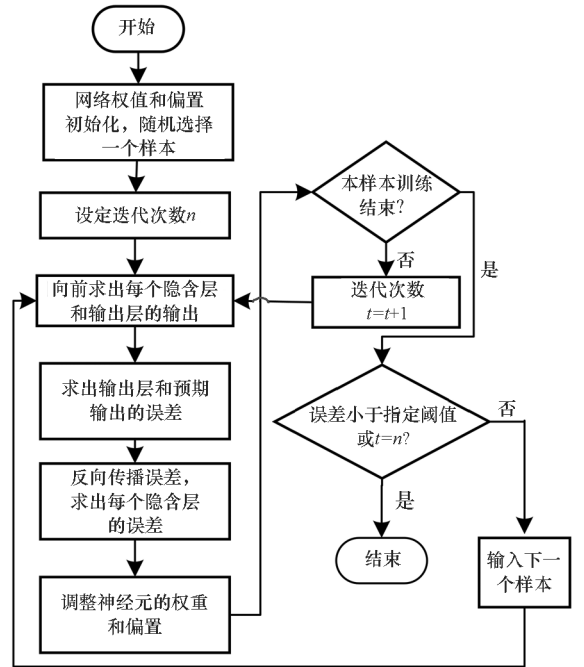 开始
网络权值和偏置
初始化，随机选择
一个样本
设定迭代次数n
向前求出每个隐含层
和输出层的输出
求出输出层和预期
输出的误差
反向传播误差，
求出每个隐含层
的误差
调整神经元的权重
和偏置
本样本训练
结束?
否
是
迭代次数
t=t+1
误差小于指定阈值
或t=n?
否
是
结束
输入下一
个样本